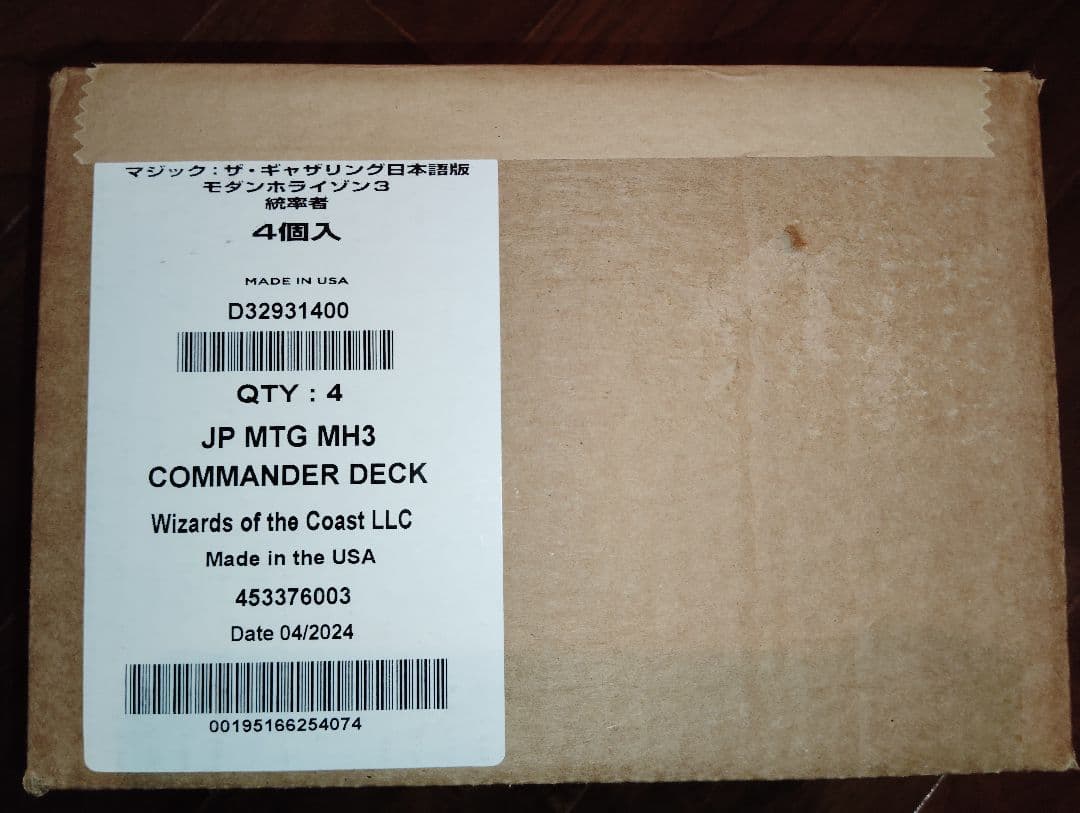 マジック:ザ・ギャザリング日本語版
モダンホライゾン3
統率者
4個入
MADE IN USA
D32931400
QTY : 4
JP MTG MH3
COMMANDER DECK
Wizards of the Coast LLC
Made in the USA
453376003
Date 04/2024
00195166254074